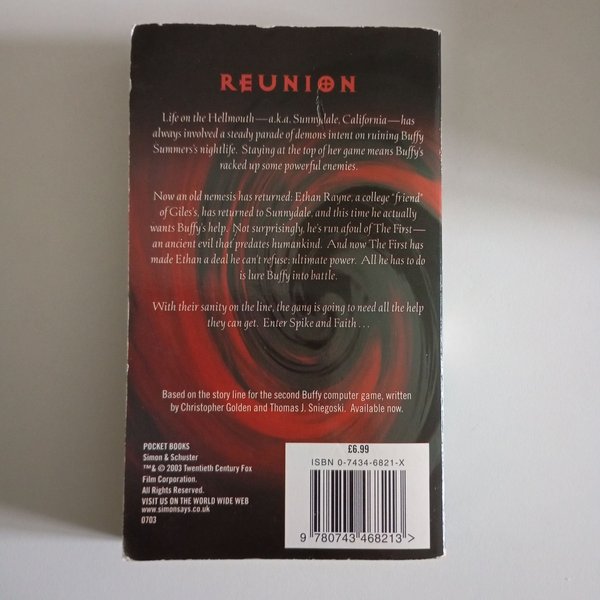 REUNION
Life on the Hellmouth—a.k.a. Sunnydale, California—has
always involved a steady parade of demons intent on ruining Buffy
Summers's nightlife. Staying at the top of her game means Buffy's
racked up some powerful enemies.
Now an old nemesis has returned: Ethan Rayne, a college "friend"
of Giles's, has returned to Sunnydale, and this time he actually
wants Buffy's help. Not surprisingly, he's run afoul of The First—
an ancient evil that predates humankind. And now The First has
made Ethan a deal he can't refuse: ultimate power. All he has to do
is lure Buffy into battle.
With their sanity on the line, the gang is going to need all the help
they can get. Enter Spike and Faith . . .
Based on the story line for the second Buffy computer game, written
by Christopher Golden and Thomas J. Sniegoski. Available now.
POCKET BOOKS
Simon & Schuster
™& © 2003 Twentieth Century Fox
Film Corporation.
All Rights Reserved.
VISIT US ON THE WORLD WIDE WEB
www.simonsays.co.uk
0703
£6.99
ISBN 0-7434-6821-X
9 780743 468213 >